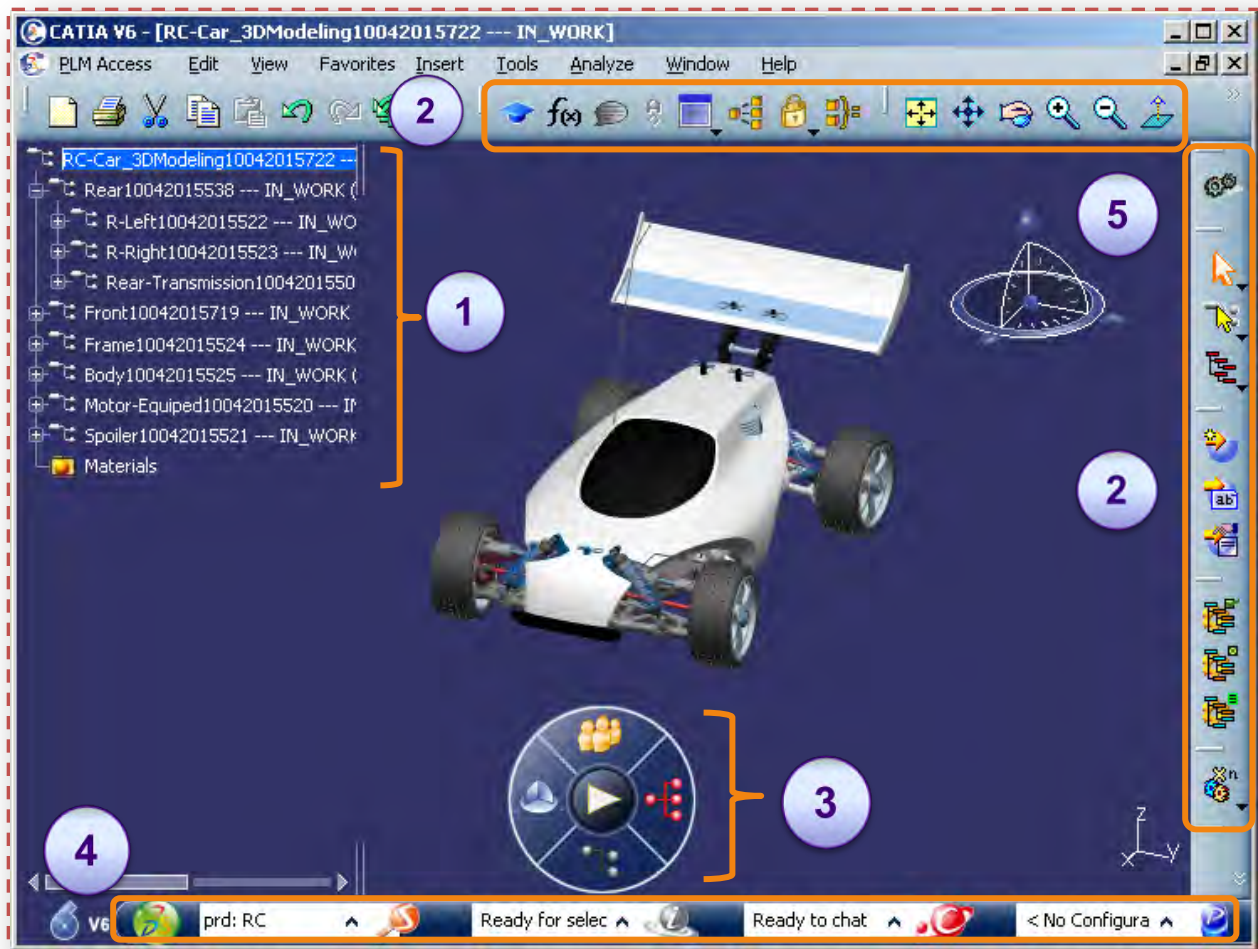 CATIA V6 - [RC-Car_3DModeling10042015722 --- IN_WORK]
PLM Access Edit View Favorites Insert Tools Analyze Window Help
2
f(x)
RC-Car_3DModeling10042015722 ---
Rear10042015538 --- IN_WORK (
R-Left10042015522 --- IN_WO
R-Right10042015523 --- IN_W
Rear-Transmission1004201550
Front10042015719 --- IN_WORK
Frame10042015524 --- IN_WORK
Body10042015525 --- IN_WORK (
Motor-Equiped10042015520 --- IN
Spoiler10042015521 --- IN_WORK
Materials
1
5
2
ab
3
n
z
x
y
4
V6
prd: RC
Ready for selec
Ready to chat
< No Configura